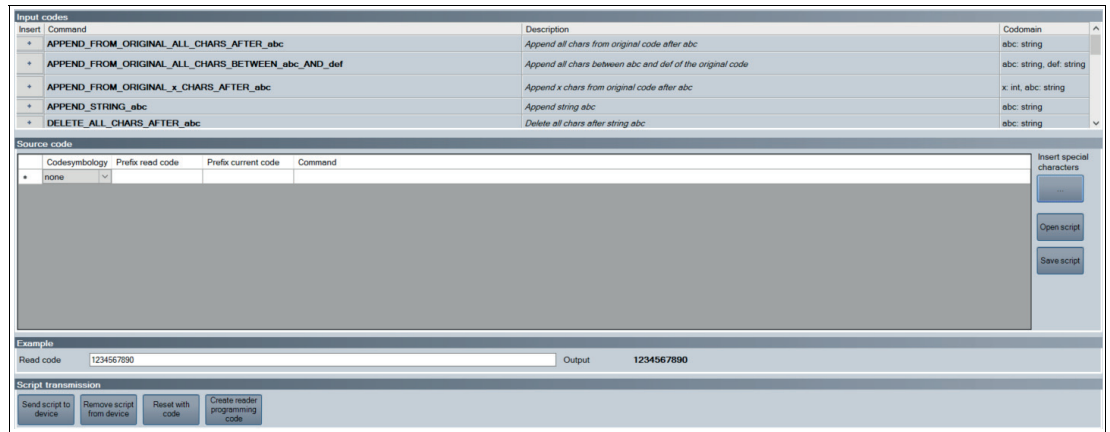 Input codes
Insert Command Description Codomain
+ APPEND_FROM_ORIGINAL_ALL_CHARS_AFTER_abc Append all chars from original code after abc abc: string
+ APPEND_FROM_ORIGINAL_ALL_CHARS_BETWEEN_abc_AND_def Append all chars between abc and def of the original code abc: string, def: string
+ APPEND_FROM_ORIGINAL_x_CHARS_AFTER_abc Append x chars from original code after abc x: int, abc: string
+ APPEND_STRING_abc Append string abc abc: string
+ DELETE_ALL_CHARS_AFTER_abc Delete all chars after string abc abc: string
Source code
Codesymbology Prefix read code Prefix current code Command
none
Insert special
characters
...
Open script
Save script
Example
Read code 1234567890 Output 1234567890
Script transmission
Send script to
device
Remove script
from device
Reset with
code
Create reader
programming
code